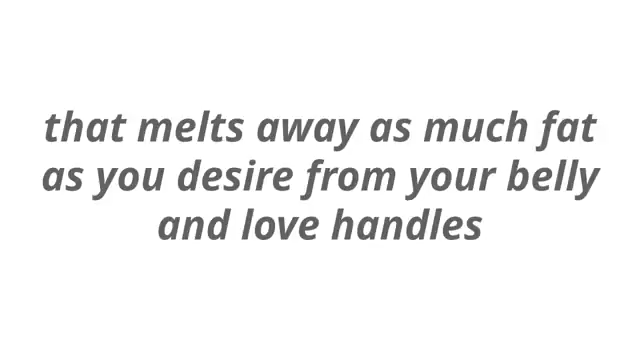 that melts away as much fat
as you desire from your belly
and love handles